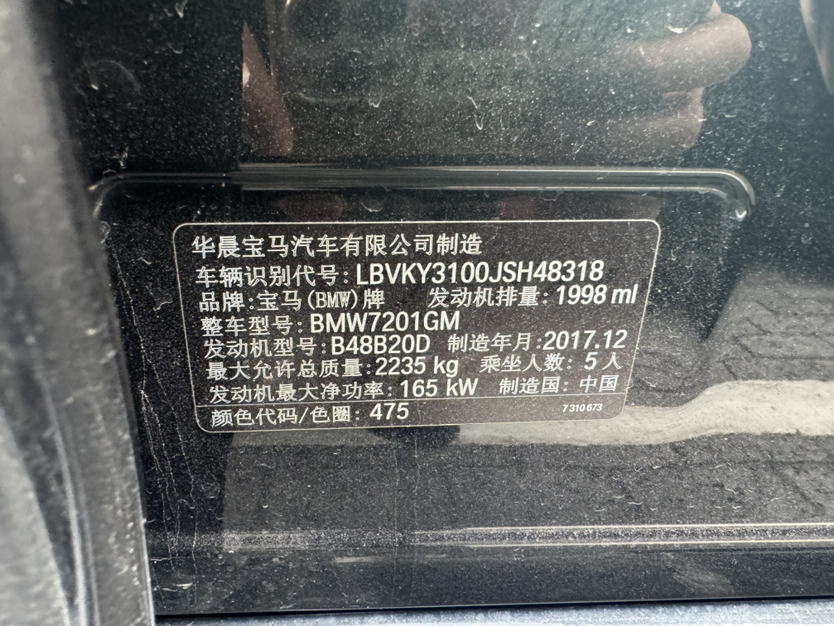 华晨宝马汽车有限公司制造
车辆识别代号: LBVKY3100JSH48318
品牌:宝马(BMW)牌 发动机排量: 1998 ml
整车型号: BMW7201GM
发动机型号: B48B20D 制造年月:2017.12
最大允许总质量: 2235 kg 乘坐人数: 5 人
发动机最大净功率: 165 kW 制造国: 中国
颜色代码/色圈: 475 7310673